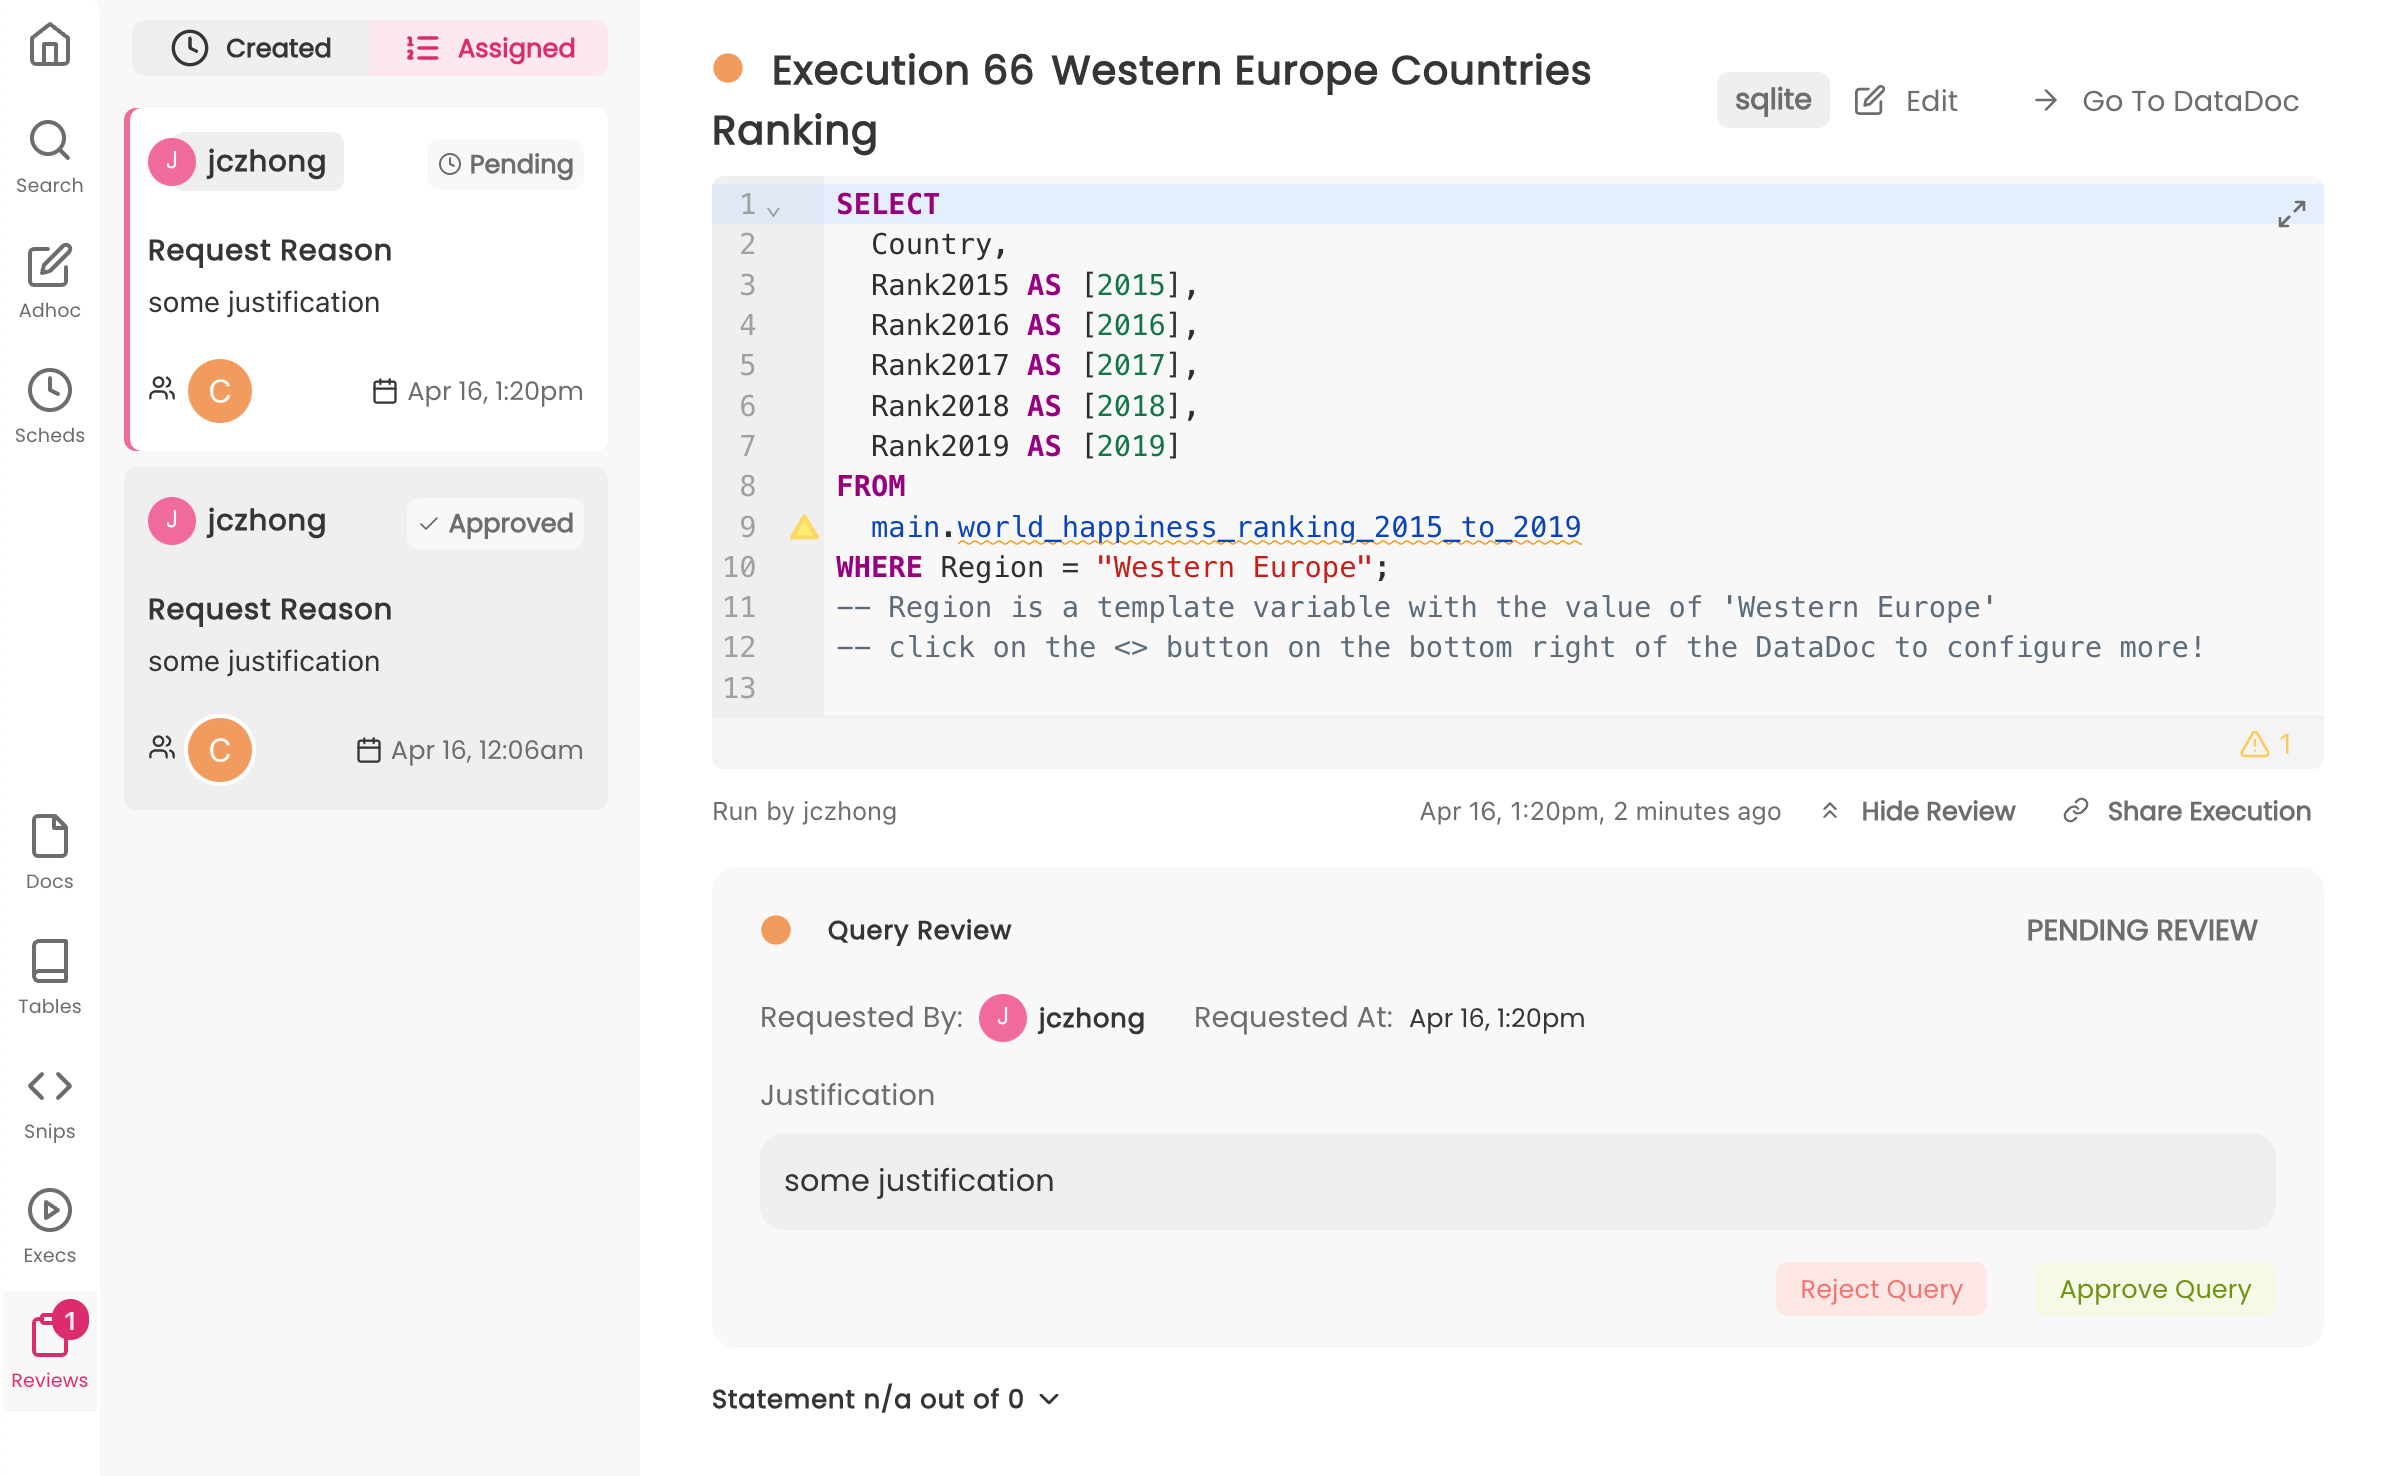 Search
Adhoc
Scheds
Docs
Tables
Snips
Execs
1
Reviews
Created
Assigned
J jczhong
Pending
Request Reason
some justification
C
Apr 16, 1:20pm
J jczhong
Approved
Request Reason
some justification
C
Apr 16, 12:06am
Execution 66 Western Europe Countries
Ranking
sqlite
Edit
Go To DataDoc
1 SELECT
2 Country,
3 Rank2015 AS [2015],
4 Rank2016 AS [2016],
5 Rank2017 AS [2017],
6 Rank2018 AS [2018],
7 Rank2019 AS [2019]
8 FROM
9 main.world_happiness_ranking_2015_to_2019
10 WHERE Region = "Western Europe";
11 -- Region is a template variable with the value of 'Western Europe'
12 -- click on the <> button on the bottom right of the DataDoc to configure more!
13
1
Run by jczhong
Apr 16, 1:20pm, 2 minutes ago
Hide Review
Share Execution
Query Review
PENDING REVIEW
Requested By: J jczhong Requested At: Apr 16, 1:20pm
Justification
some justification
Reject Query
Approve Query
Statement n/a out of 0